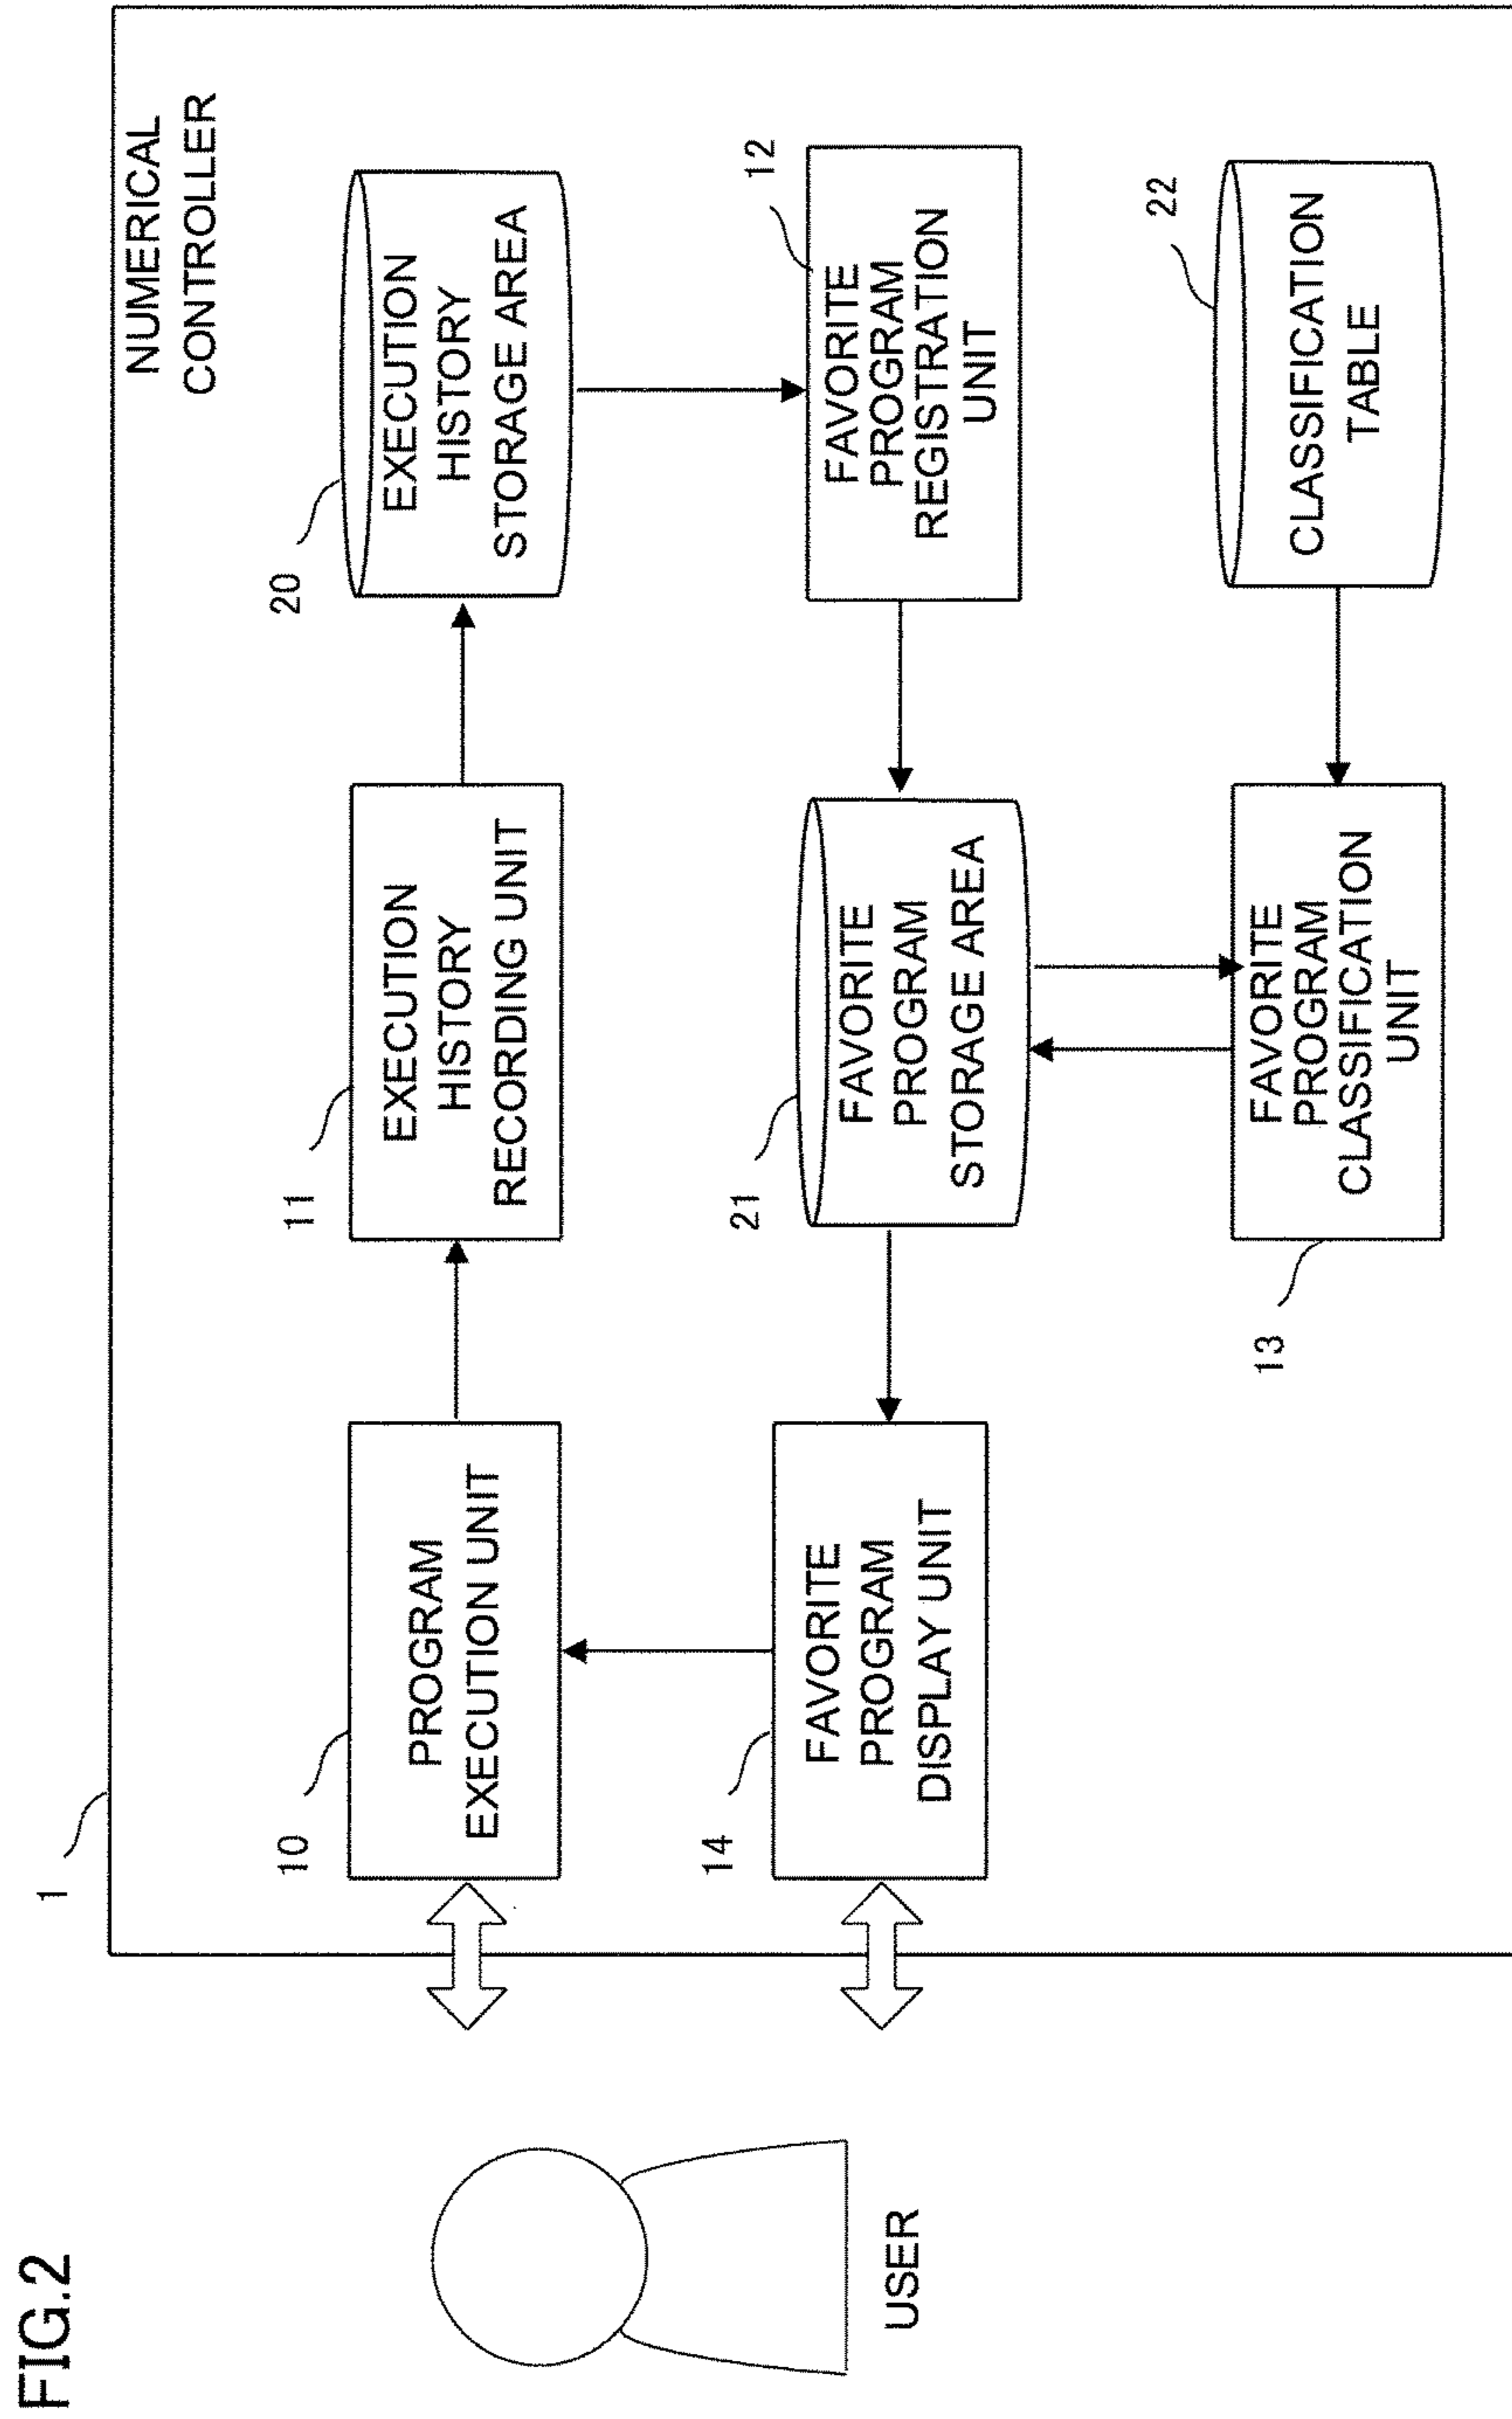 FIG.2
1
NUMERICAL
CONTROLLER
10
PROGRAM
EXECUTION UNIT
11
EXECUTION
HISTORY
RECORDING UNIT
20
EXECUTION
HISTORY
STORAGE AREA
14
FAVORITE
PROGRAM
DISPLAY UNIT
21
FAVORITE
PROGRAM
STORAGE AREA
12
FAVORITE
PROGRAM
REGISTRATION
UNIT
USER
13
FAVORITE
PROGRAM
CLASSIFICATION
UNIT
22
CLASSIFICATION
TABLE